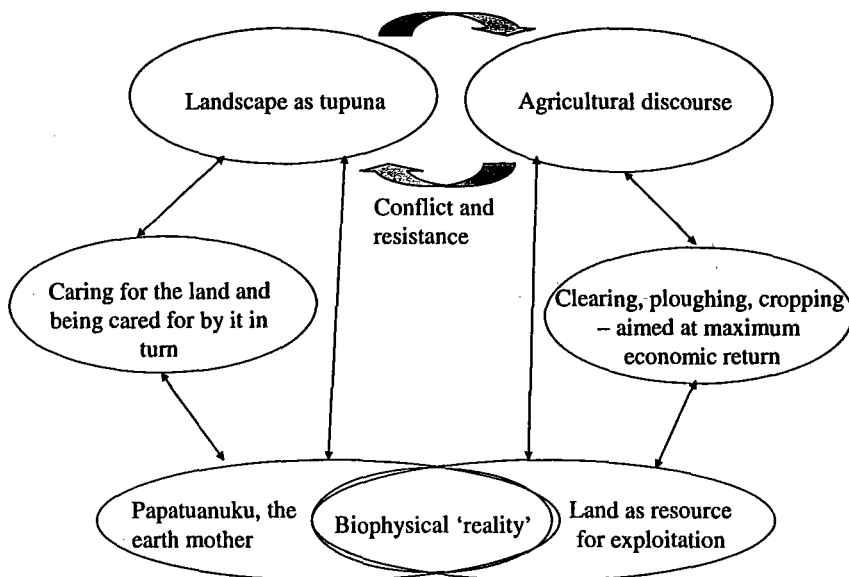 Landscape as tupuna
Agricultural discourse
Conflict and
resistance
Caring for the land and
being cared for by it in
turn
Clearing, ploughing, cropping
– aimed at maximum
economic return
Papatuanuku, the
earth mother
Biophysical ‘reality’
Land as resource
for exploitation